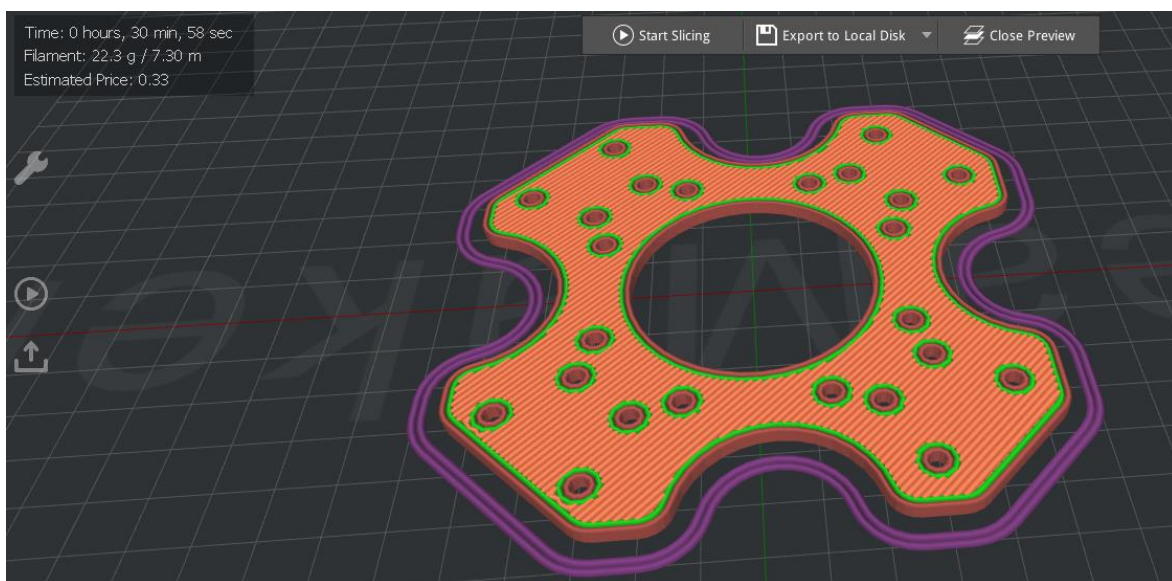 Time: 0 hours, 30 min, 58 sec
Filament: 22.3 g / 7.30 m
Estimated Price: 0.33
Start Slicing
Export to Local Disk
Close Preview